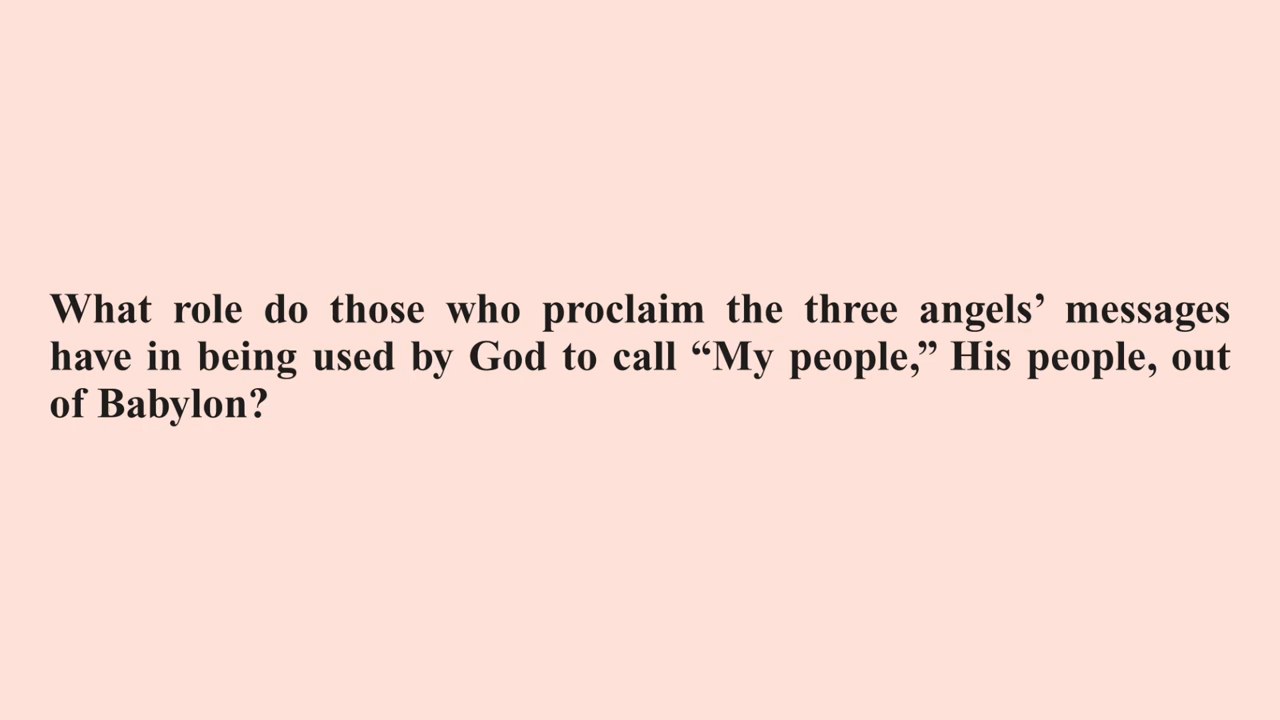 What role do those who proclaim the three angels’ messages
have in being used by God to call “My people,” His people, out
of Babylon?